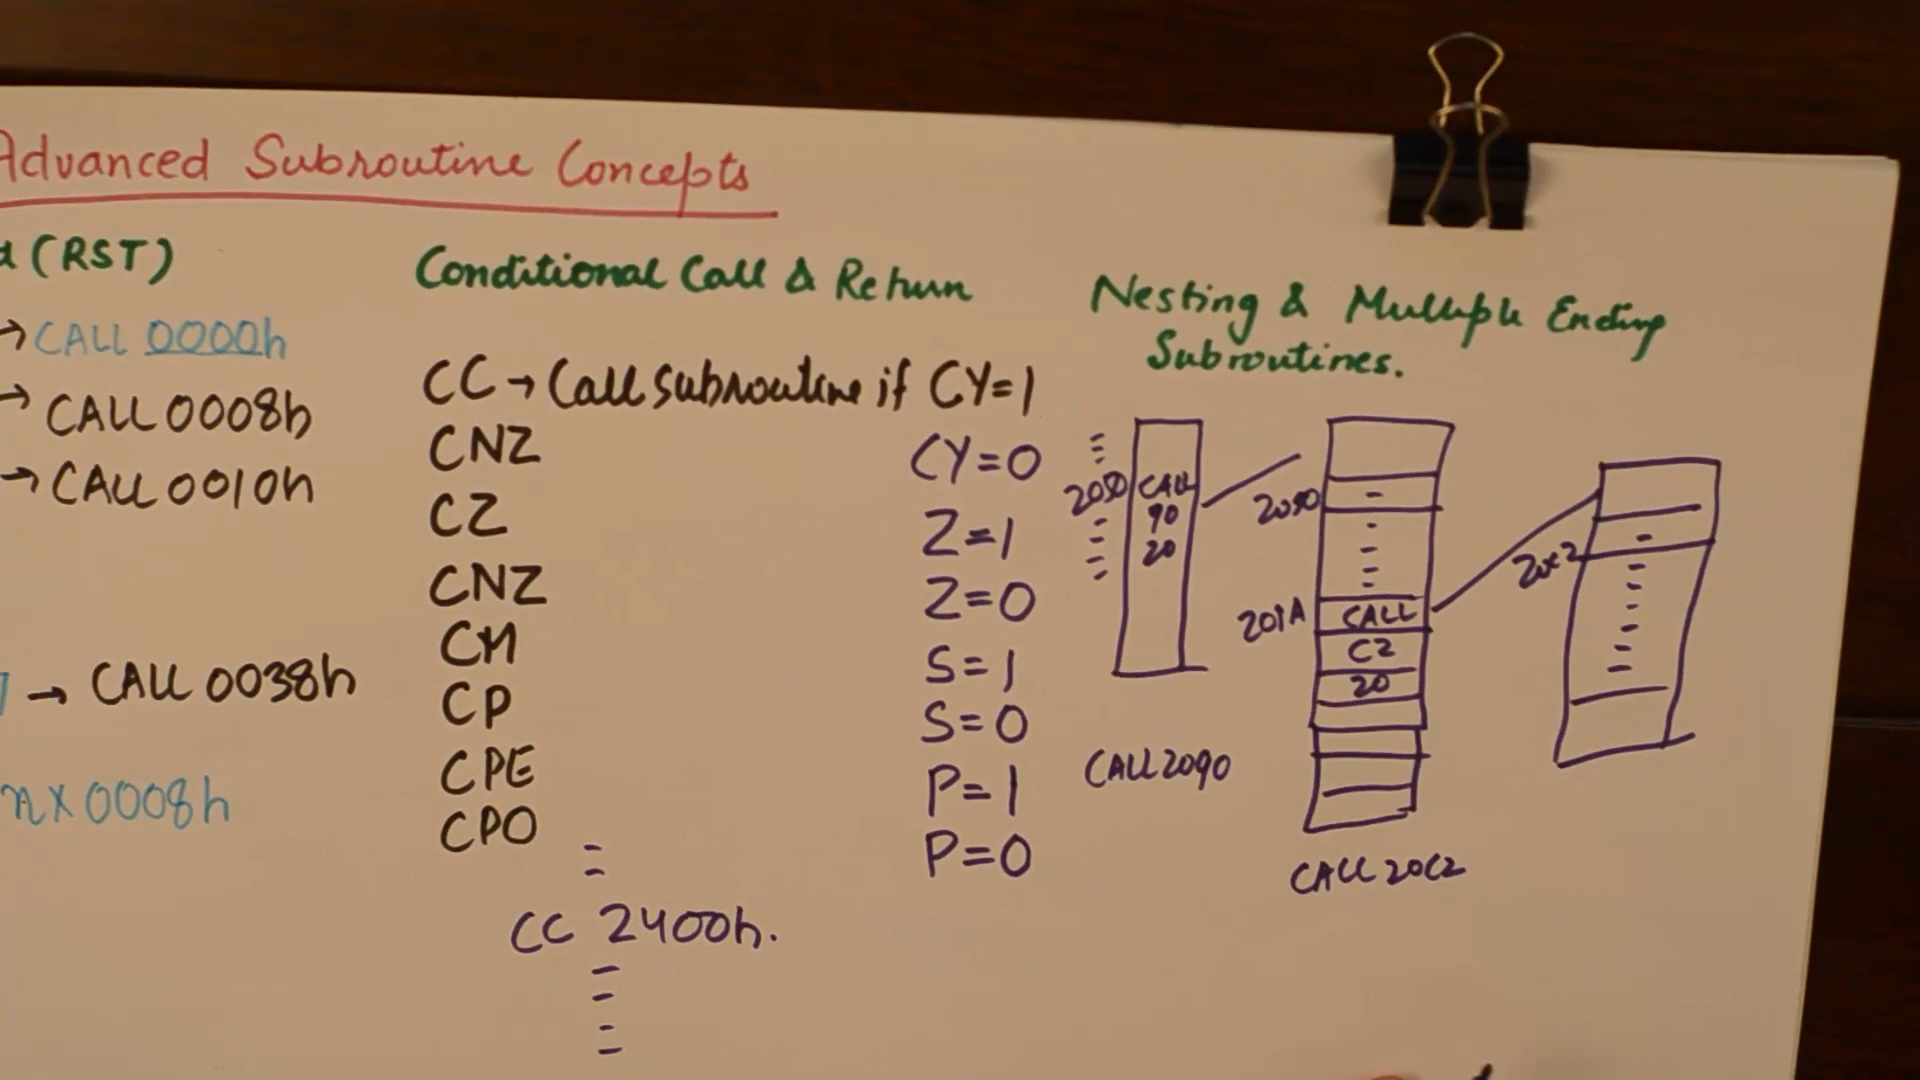 Advanced Subroutine Concepts
(RST)
→ CALL 0000h
→ CALL 0008h
→ CALL 0010h
→ CALL 0038h
n x 0008h
Conditional Call & Return
CC → Call subroutine if CY=1
CNZ CY=0
CZ Z=1
CNZ Z=0
CM S=1
CP S=0
CPE P=1
CPO P=0
CC 2400h.
Nesting & Multiple Ending
Subroutines.
2050 CALL
90
20
CALL 2090
CALL
C2
20
CALL 20C2